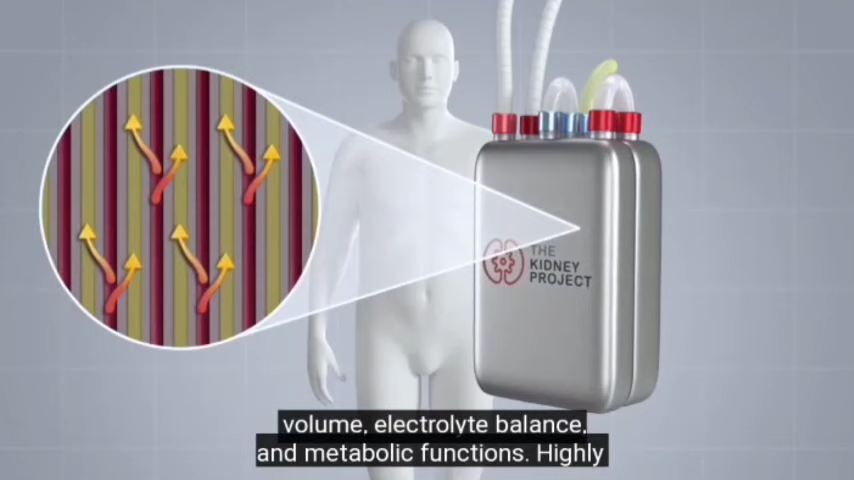 THE
KIDNEY
PROJECT
volume, electrolyte balance,
and metabolic functions. Highly